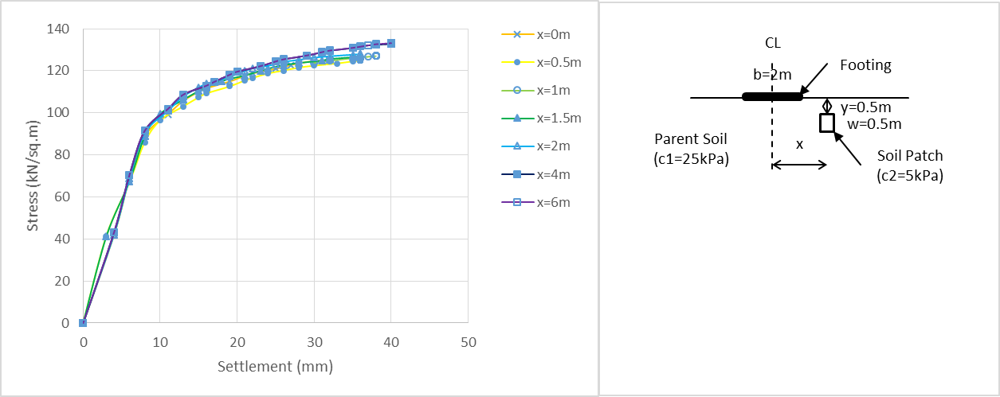 140
120
100
80
60
40
20
0
0 10 20 30 40 50
Stress (kN/sq.m)
Settlement (mm)
x=0m
x=0.5m
x=1m
x=1.5m
x=2m
x=4m
x=6m
CL
b=2m
Footing
y=0.5m
w=0.5m
Parent Soil
(c1=25kPa)
x
Soil Patch
(c2=5kPa)